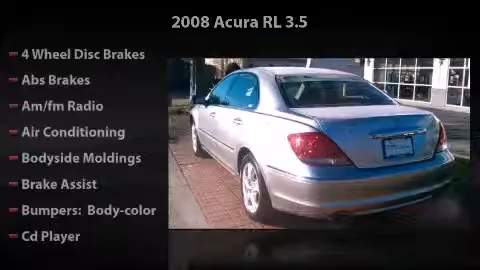 2008 Acura RL 3.5
4 Wheel Disc Brakes
Abs Brakes
Am/fm Radio
Air Conditioning
Bodyside Moldings
Brake Assist
Bumpers: Body-color
Cd Player